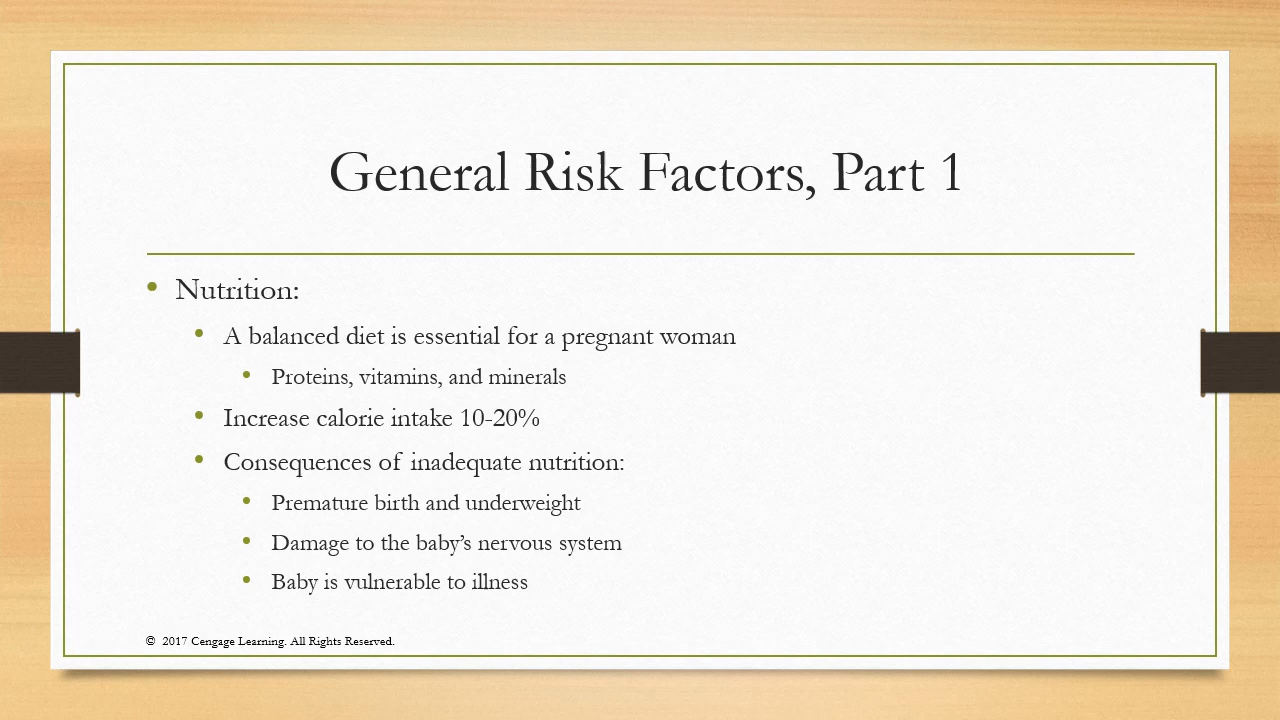 General Risk Factors, Part 1
• Nutrition:
• A balanced diet is essential for a pregnant woman
• Proteins, vitamins, and minerals
• Increase calorie intake 10-20%
• Consequences of inadequate nutrition:
• Premature birth and underweight
• Damage to the baby’s nervous system
• Baby is vulnerable to illness
© 2017 Cengage Learning. All Rights Reserved.